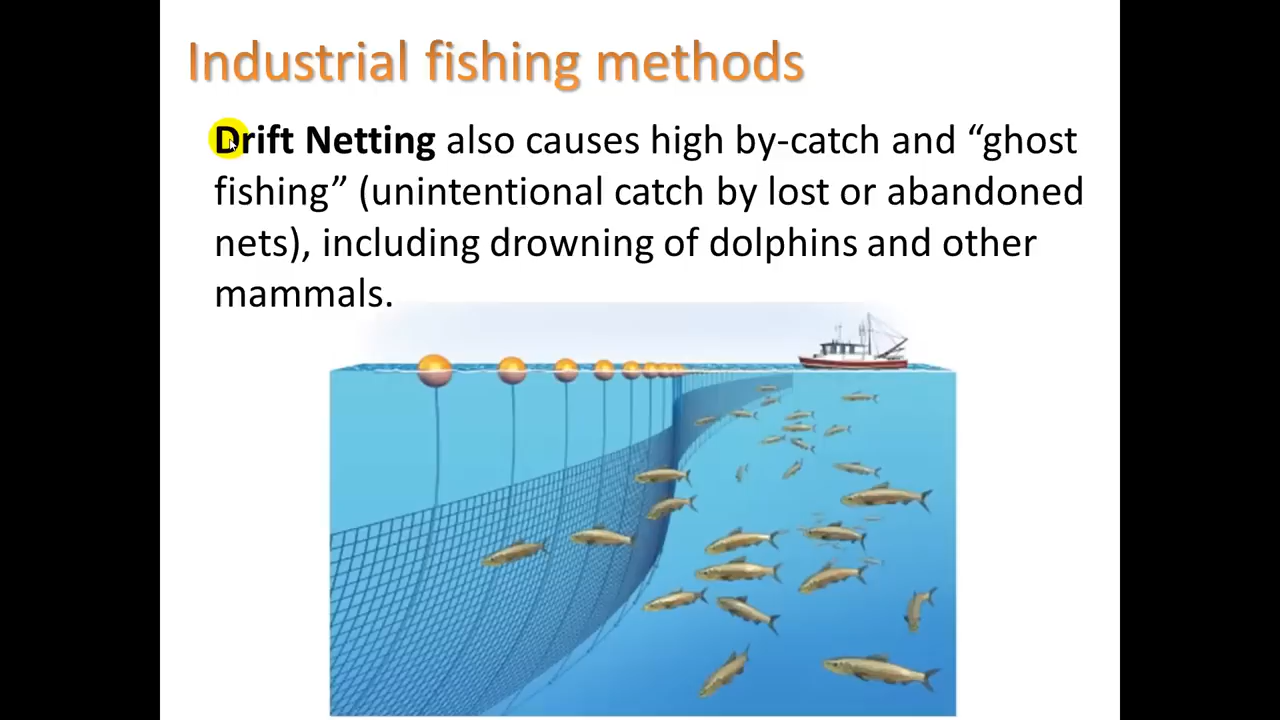 Industrial fishing methods
Drift Netting also causes high by-catch and “ghost
fishing” (unintentional catch by lost or abandoned
nets), including drowning of dolphins and other
mammals.